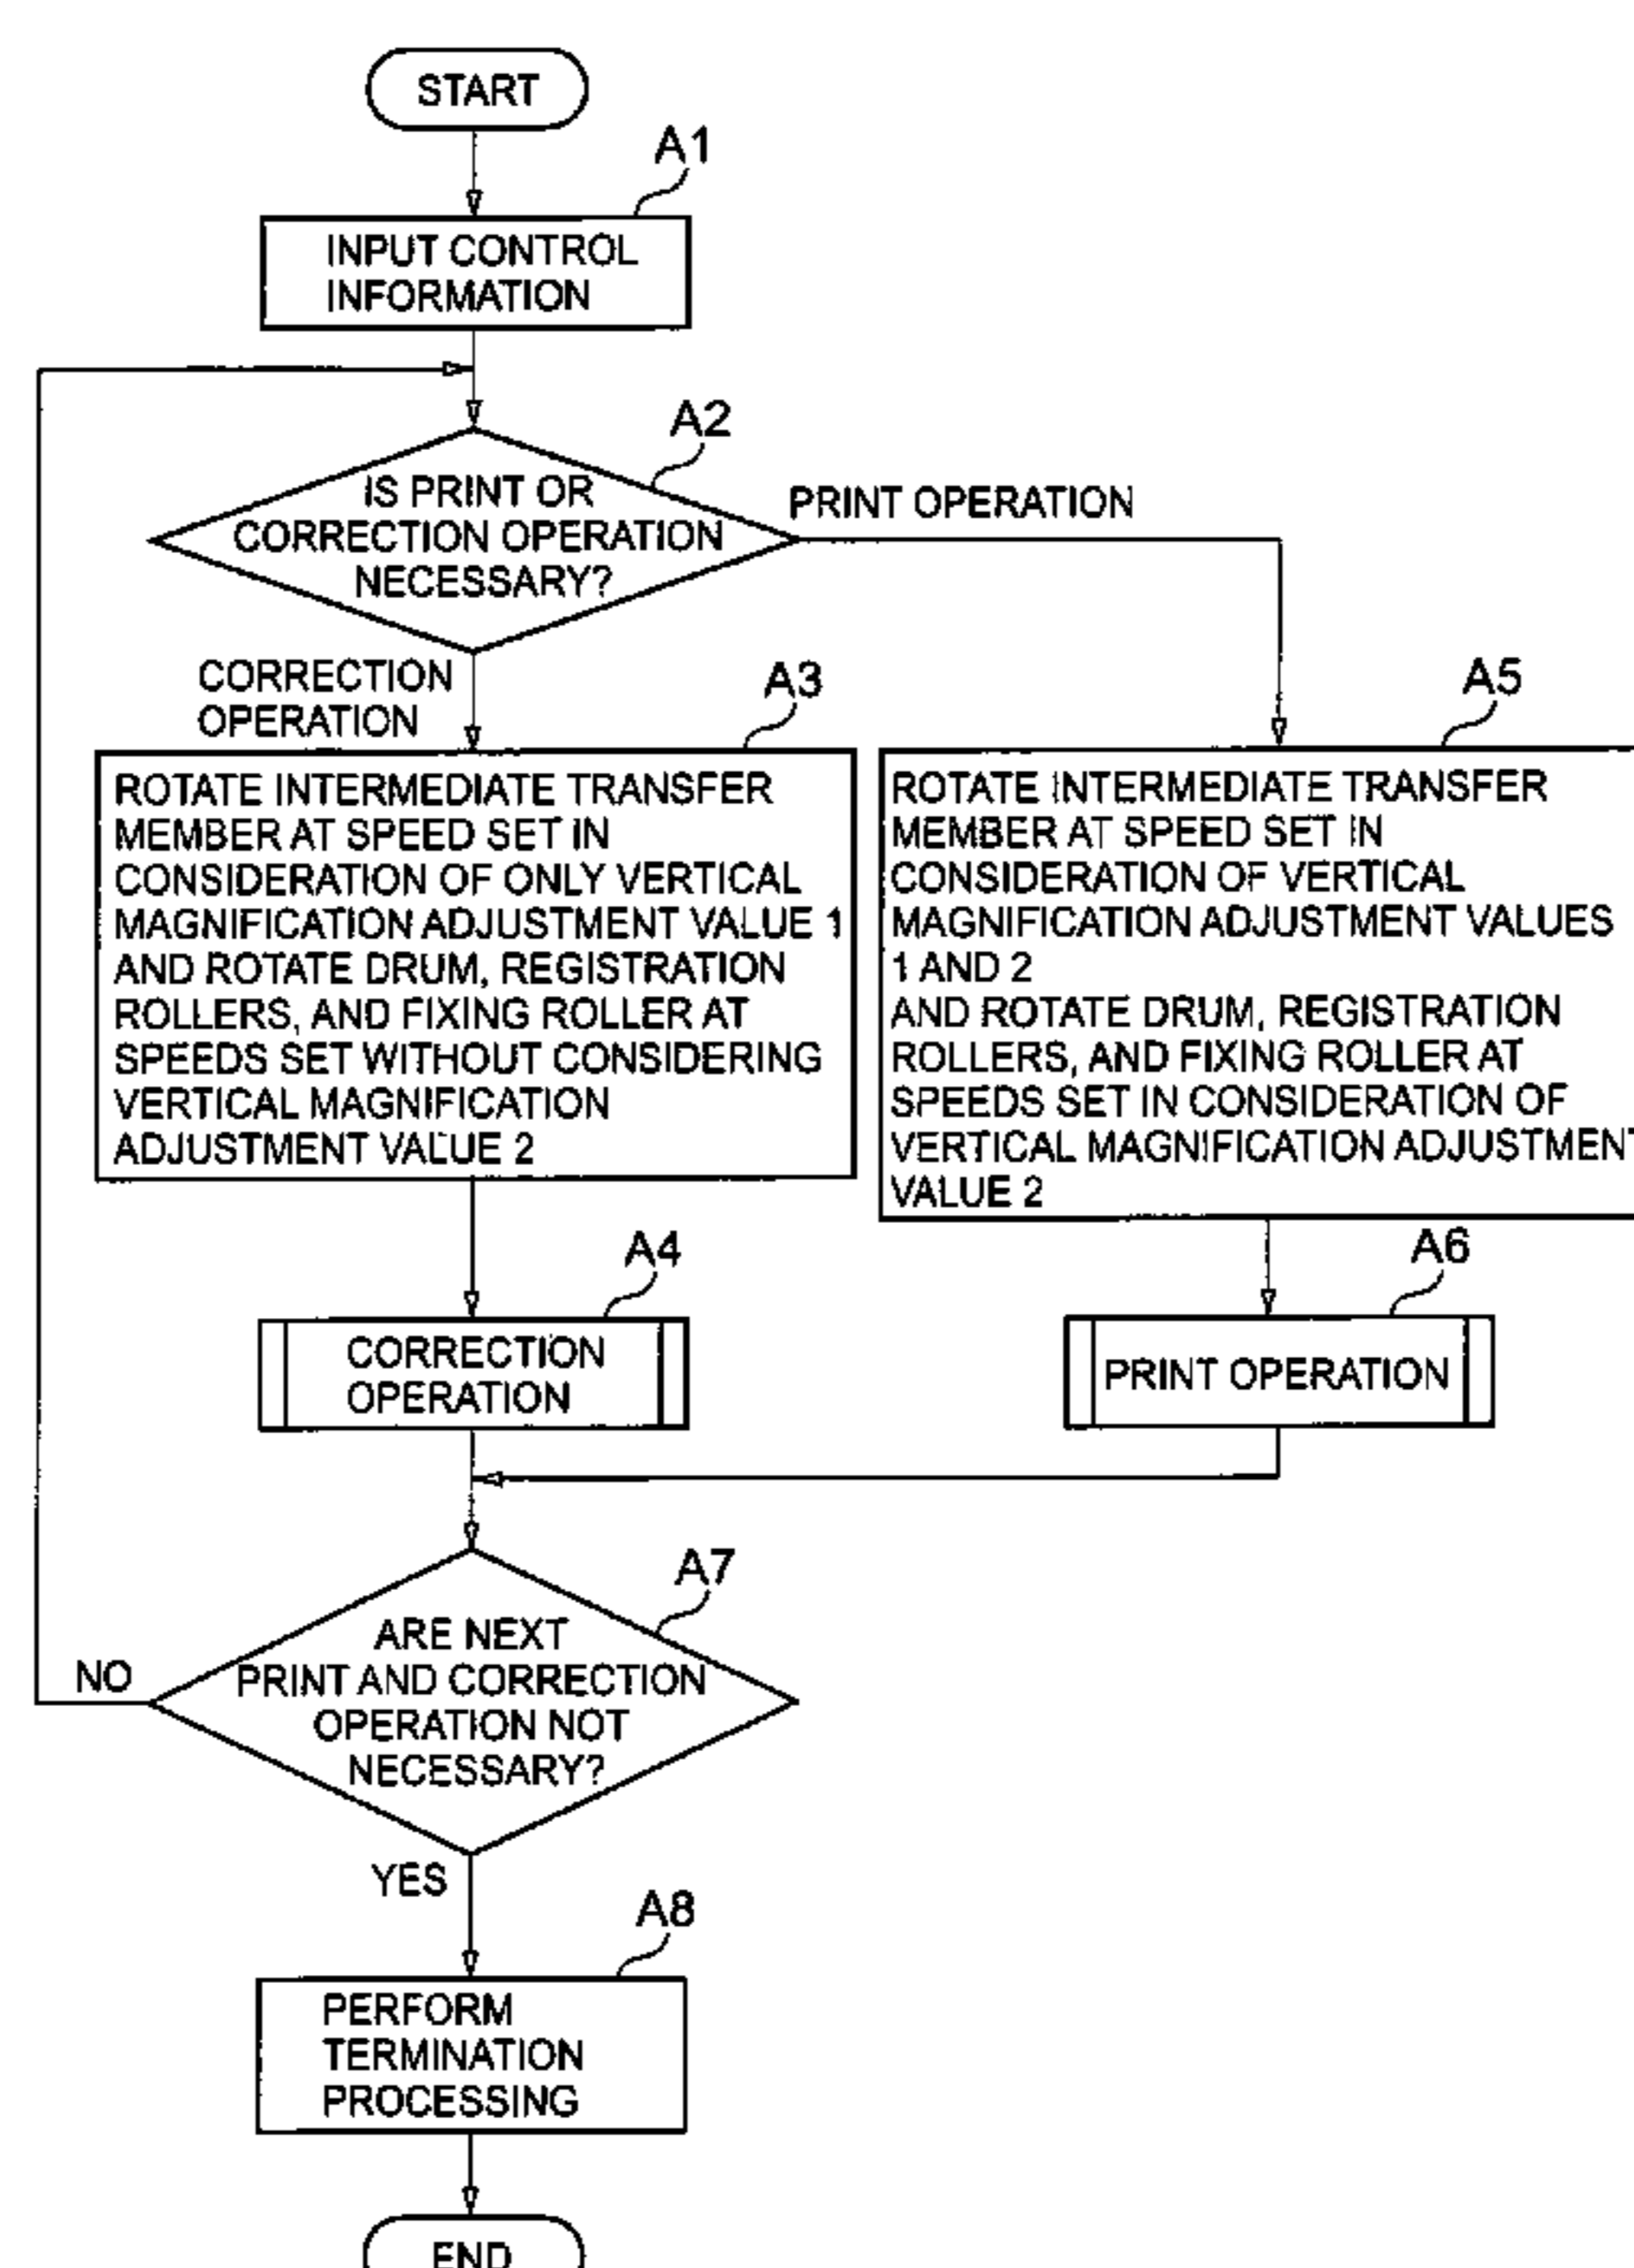 START
A1
INPUT CONTROL
INFORMATION
A2
IS PRINT OR
CORRECTION OPERATION
NECESSARY?
PRINT OPERATION
CORRECTION
OPERATION
A3
ROTATE INTERMEDIATE TRANSFER
MEMBER AT SPEED SET IN
CONSIDERATION OF ONLY VERTICAL
MAGNIFICATION ADJUSTMENT VALUE 1
AND ROTATE DRUM, REGISTRATION
ROLLERS, AND FIXING ROLLER AT
SPEEDS SET WITHOUT CONSIDERING
VERTICAL MAGNIFICATION
ADJUSTMENT VALUE 2
A5
ROTATE INTERMEDIATE TRANSFER
MEMBER AT SPEED SET IN
CONSIDERATION OF VERTICAL
MAGNIFICATION ADJUSTMENT VALUES
1 AND 2
AND ROTATE DRUM, REGISTRATION
ROLLERS, AND FIXING ROLLER AT
SPEEDS SET IN CONSIDERATION OF
VERTICAL MAGNIFICATION ADJUSTMENT
VALUE 2
A4
CORRECTION
OPERATION
A6
PRINT OPERATION
A7
ARE NEXT
PRINT AND CORRECTION
OPERATION NOT
NECESSARY?
NO
YES
A8
PERFORM
TERMINATION
PROCESSING
END